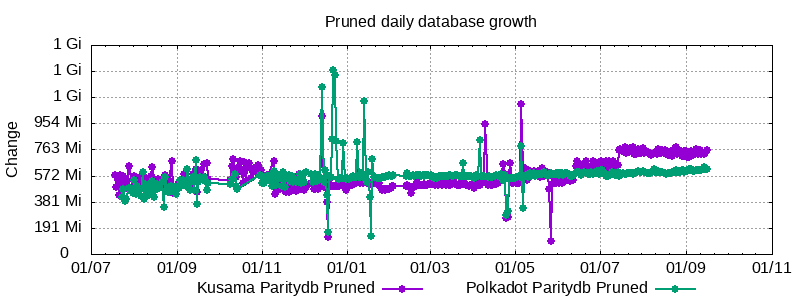 Pruned daily database growth
1 Gi
1 Gi
1 Gi
954 Mi
763 Mi
572 Mi
381 Mi
191 Mi
0
Change
01/07 01/09 01/11 01/01 01/03 01/05 01/07 01/09 01/11
Kusama Paritydb Pruned Polkadot Paritydb Pruned